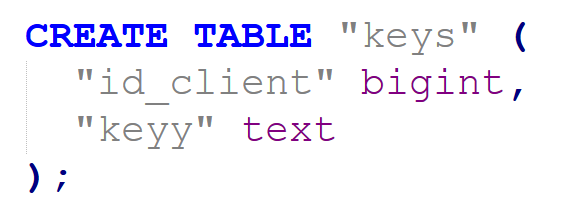 CREATE TABLE "keys" (
"id_client" bigint,
"keyy" text
);